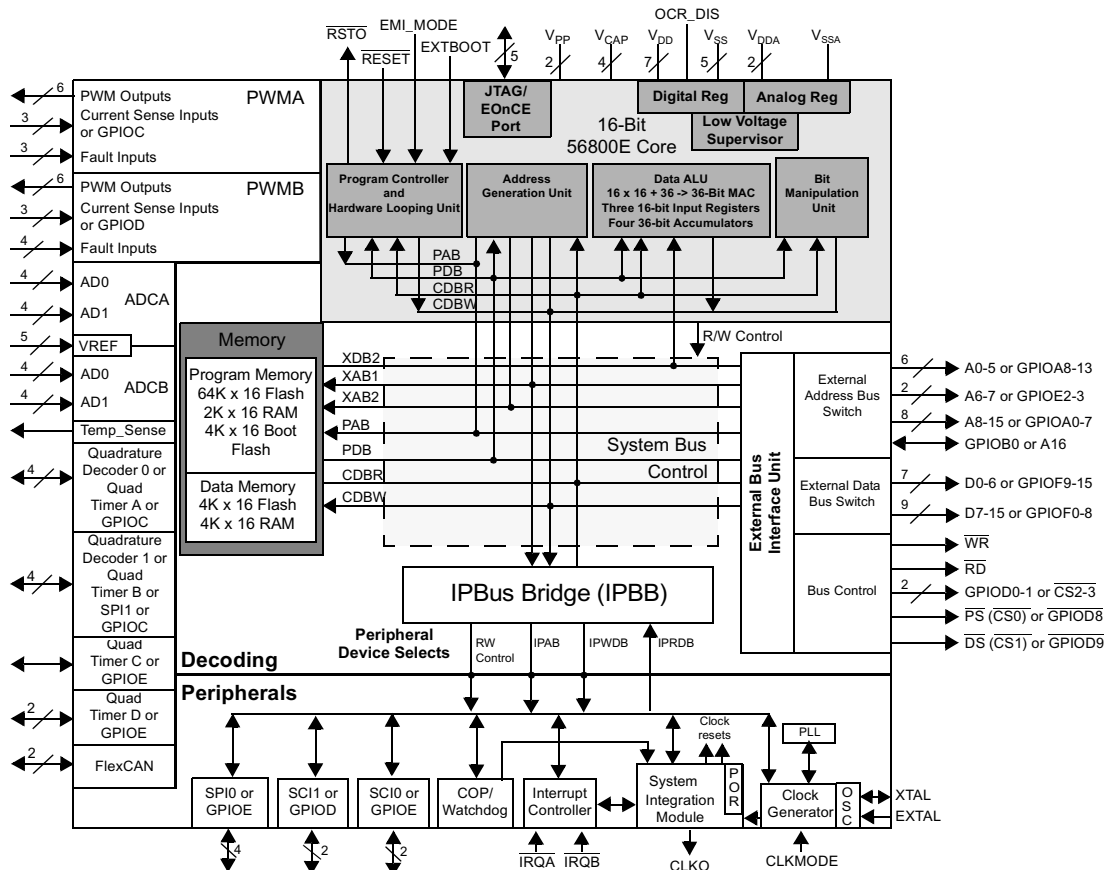 OCR_DIS
RSTO
EMI_MODE
EXTBOOT
RESET
5
VPP
2
VCAP
4
VDD
7
VSS
5
VDDA
2
VSSA
JTAG/
EOnCE
Port
Digital Reg
Analog Reg
Low Voltage
Supervisor
16-Bit
56800E Core
6
PWM Outputs
PWMA
3
Current Sense Inputs
or GPIOC
3
Fault Inputs
6
PWM Outputs
PWMB
3
Current Sense Inputs
or GPIOD
4
Fault Inputs
Program Controller
and
Hardware Looping Unit
Address
Generation Unit
Data ALU
16 x 16 + 36 -> 36-Bit MAC
Three 16-bit Input Registers
Four 36-bit Accumulators
Bit
Manipulation
Unit
PAB
PDB
CDBR
CDBW
4
AD0
ADCA
4
AD1
5
VREF
4
AD0
ADCB
4
AD1
Temp_Sense
4
Quadrature
Decoder 0 or
Quad
Timer A or
GPIOC
4
Quadrature
Decoder 1 or
Quad
Timer B or
SPI1 or
GPIOC
Quad
Timer C or
GPIOE
2
Quad
Timer D or
GPIOE
2
FlexCAN
Memory
Program Memory
64K x 16 Flash
2K x 16 RAM
4K x 16 Boot
Flash
Data Memory
4K x 16 Flash
4K x 16 RAM
XDB2
XAB1
XAB2
PAB
PDB
CDBR
CDBW
R/W Control
System Bus
Control
External Bus
Interface Unit
External
Address Bus
Switch
External Data
Bus Switch
Bus Control
6
A0-5 or GPIOA8-13
2
A6-7 or GPIOE2-3
8
A8-15 or GPIOA0-7
GPIOB0 or A16
7
D0-6 or GPIOF9-15
9
D7-15 or GPIOF0-8
WR
RD
2
GPIOD0-1 or CS2-3
PS (CS0) or GPIOD8
DS (CS1) or GPIOD9
IPBus Bridge (IPBB)
Peripheral
Device Selects
RW
Control
IPAB
IPWDB
IPRDB
Decoding
Peripherals
Clock
resets
PLL
SPI0 or
GPIOE
SCI1 or
GPIOD
SCI0 or
GPIOE
COP/
Watchdog
Interrupt
Controller
System
Integration
Module
POR
Clock
Generator
OSC
XTAL
EXTAL
4
2
2
IRQA
IRQB
CLKO
CLKMODE